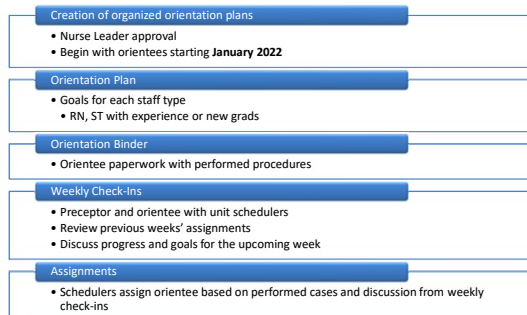 Creation of organized orientation plans
• Nurse Leader approval
• Begin with orientees starting January 2022
Orientation Plan
• Goals for each staff type
• RN, ST with experience or new grads
Orientation Binder
• Orientee paperwork with performed procedures
Weekly Check-Ins
• Preceptor and orientee with unit schedulers
• Review previous weeks' assignments
• Discuss progress and goals for the upcoming week
Assignments
• Schedulers assign orientee based on performed cases and discussion from weekly
check-ins